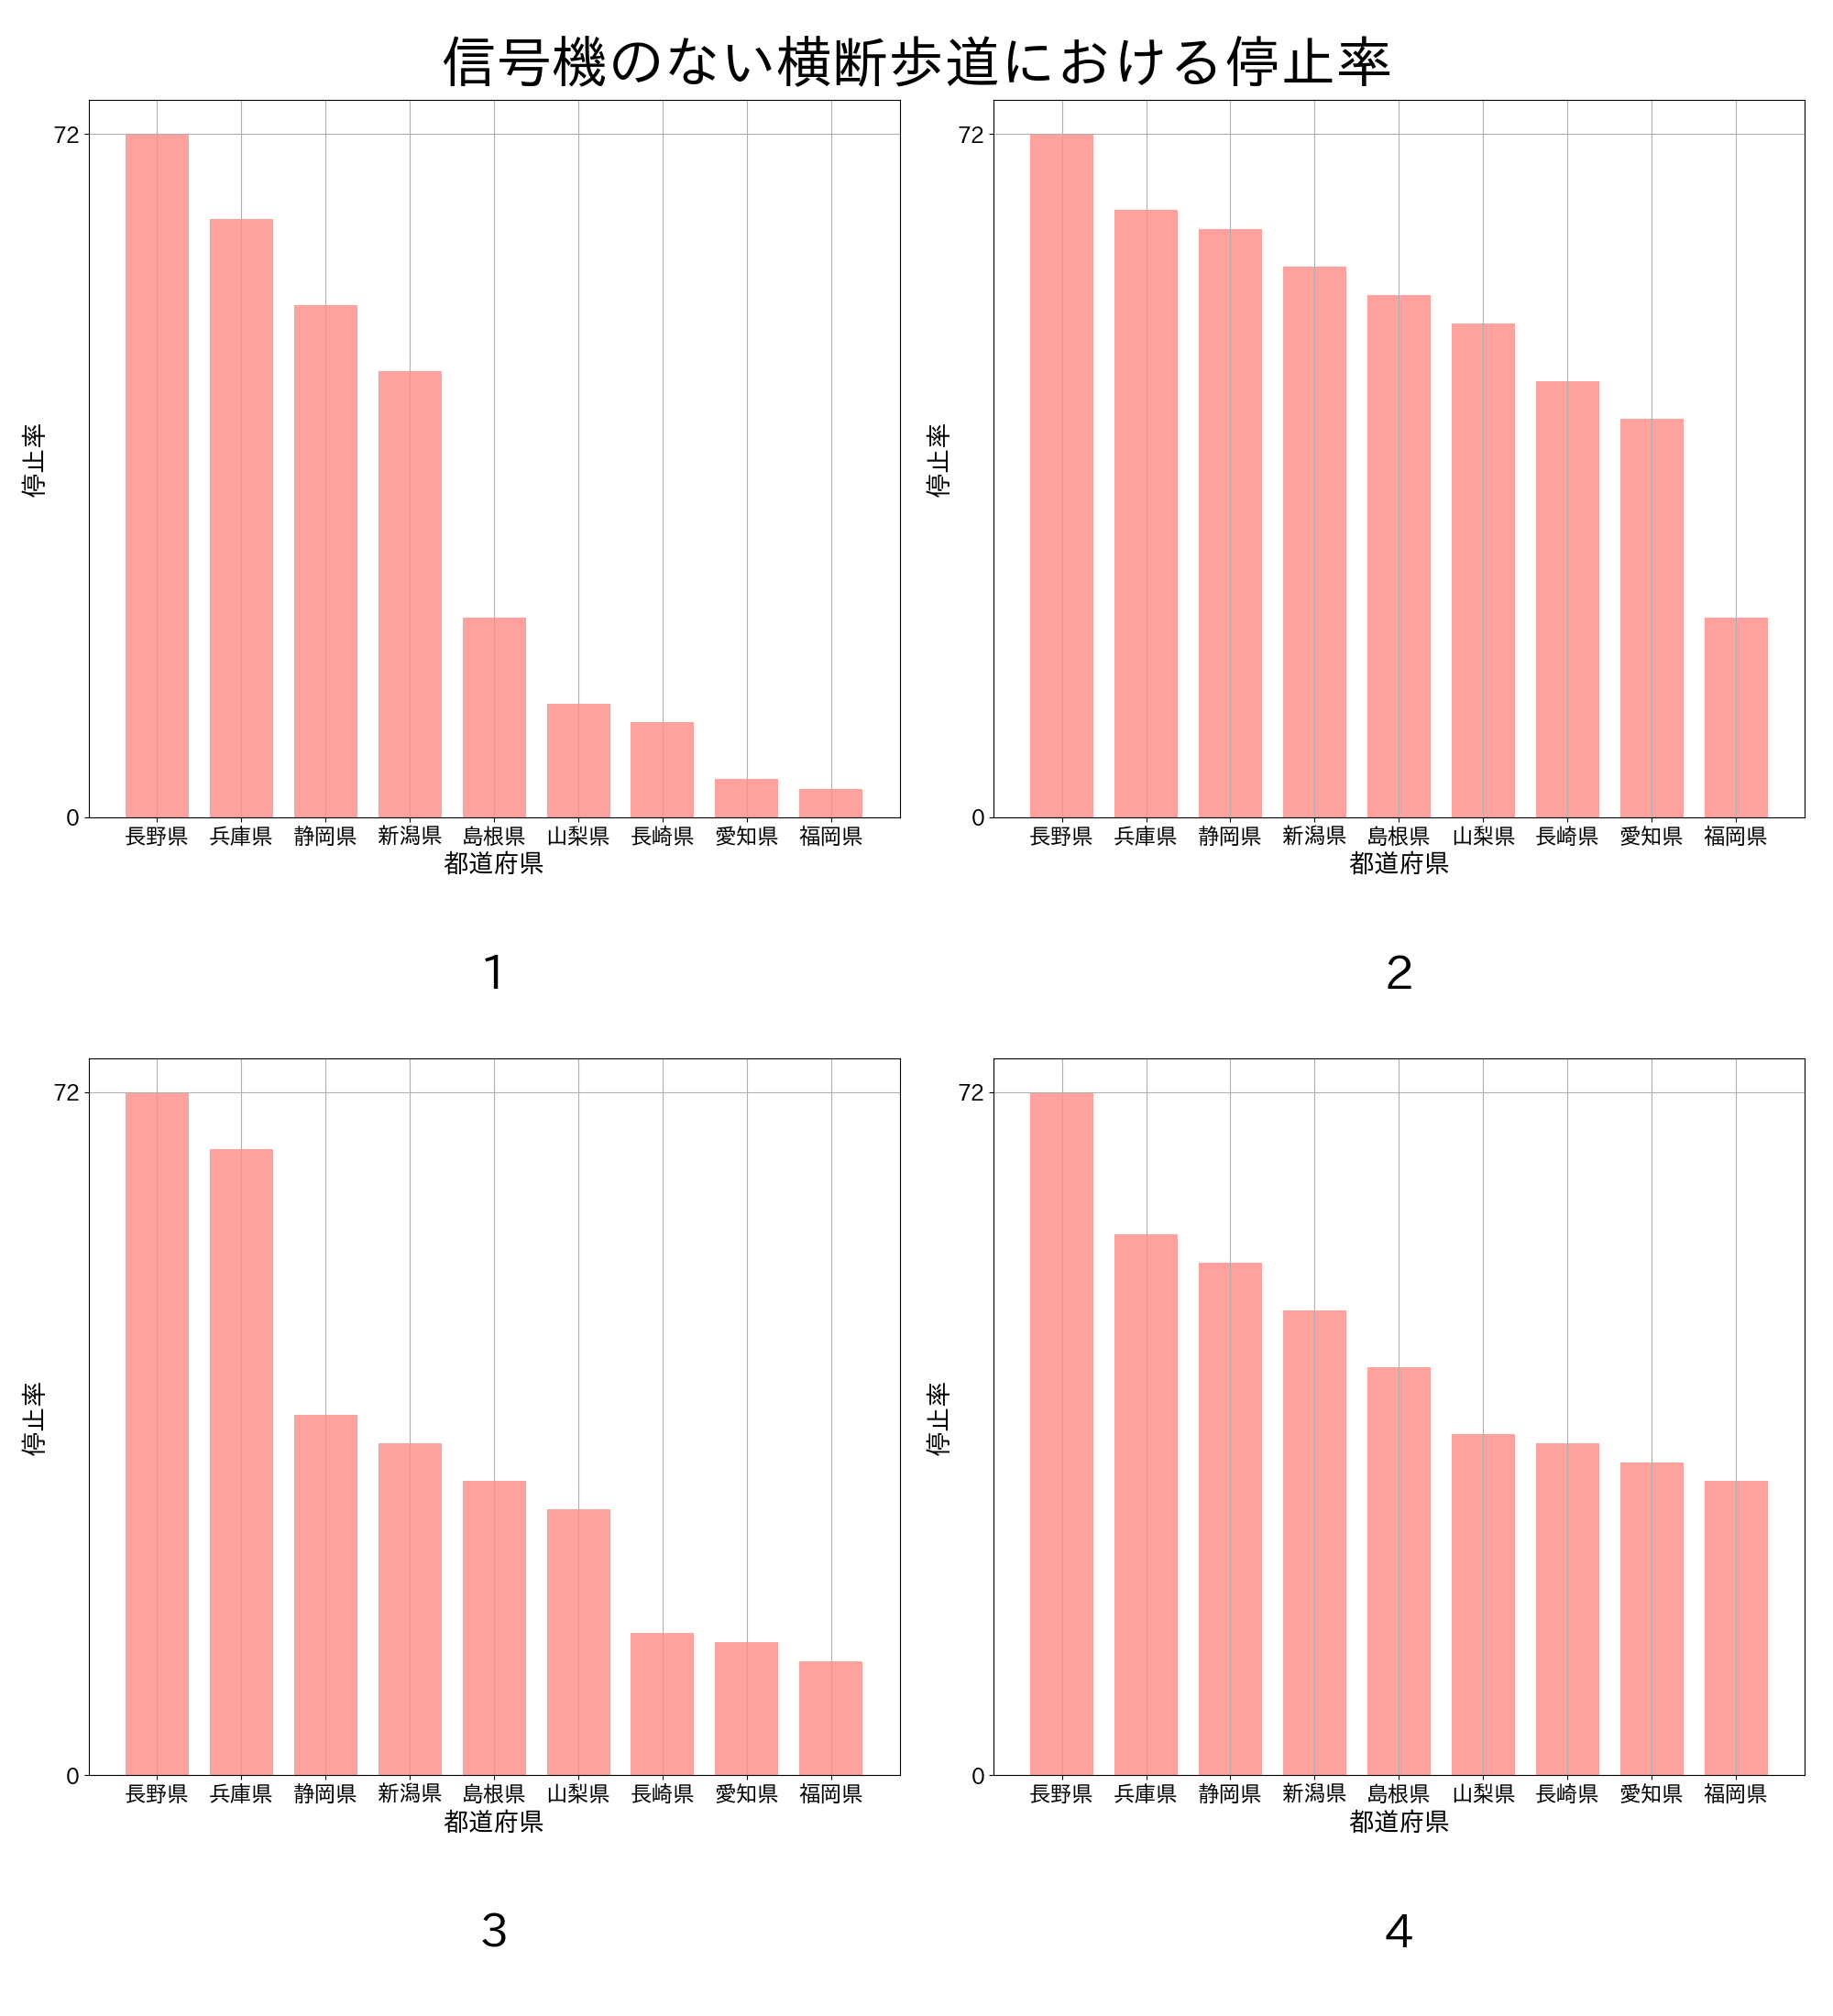 信号機のない横断歩道における停止率
72
停止率
0
長野県 兵庫県 静岡県 新潟県 島根県 山梨県 長崎県 愛知県 福岡県
都道府県
1
72
停止率
0
長野県 兵庫県 静岡県 新潟県 島根県 山梨県 長崎県 愛知県 福岡県
都道府県
2
72
停止率
0
長野県 兵庫県 静岡県 新潟県 島根県 山梨県 長崎県 愛知県 福岡県
都道府県
3
72
停止率
0
長野県 兵庫県 静岡県 新潟県 島根県 山梨県 長崎県 愛知県 福岡県
都道府県
4